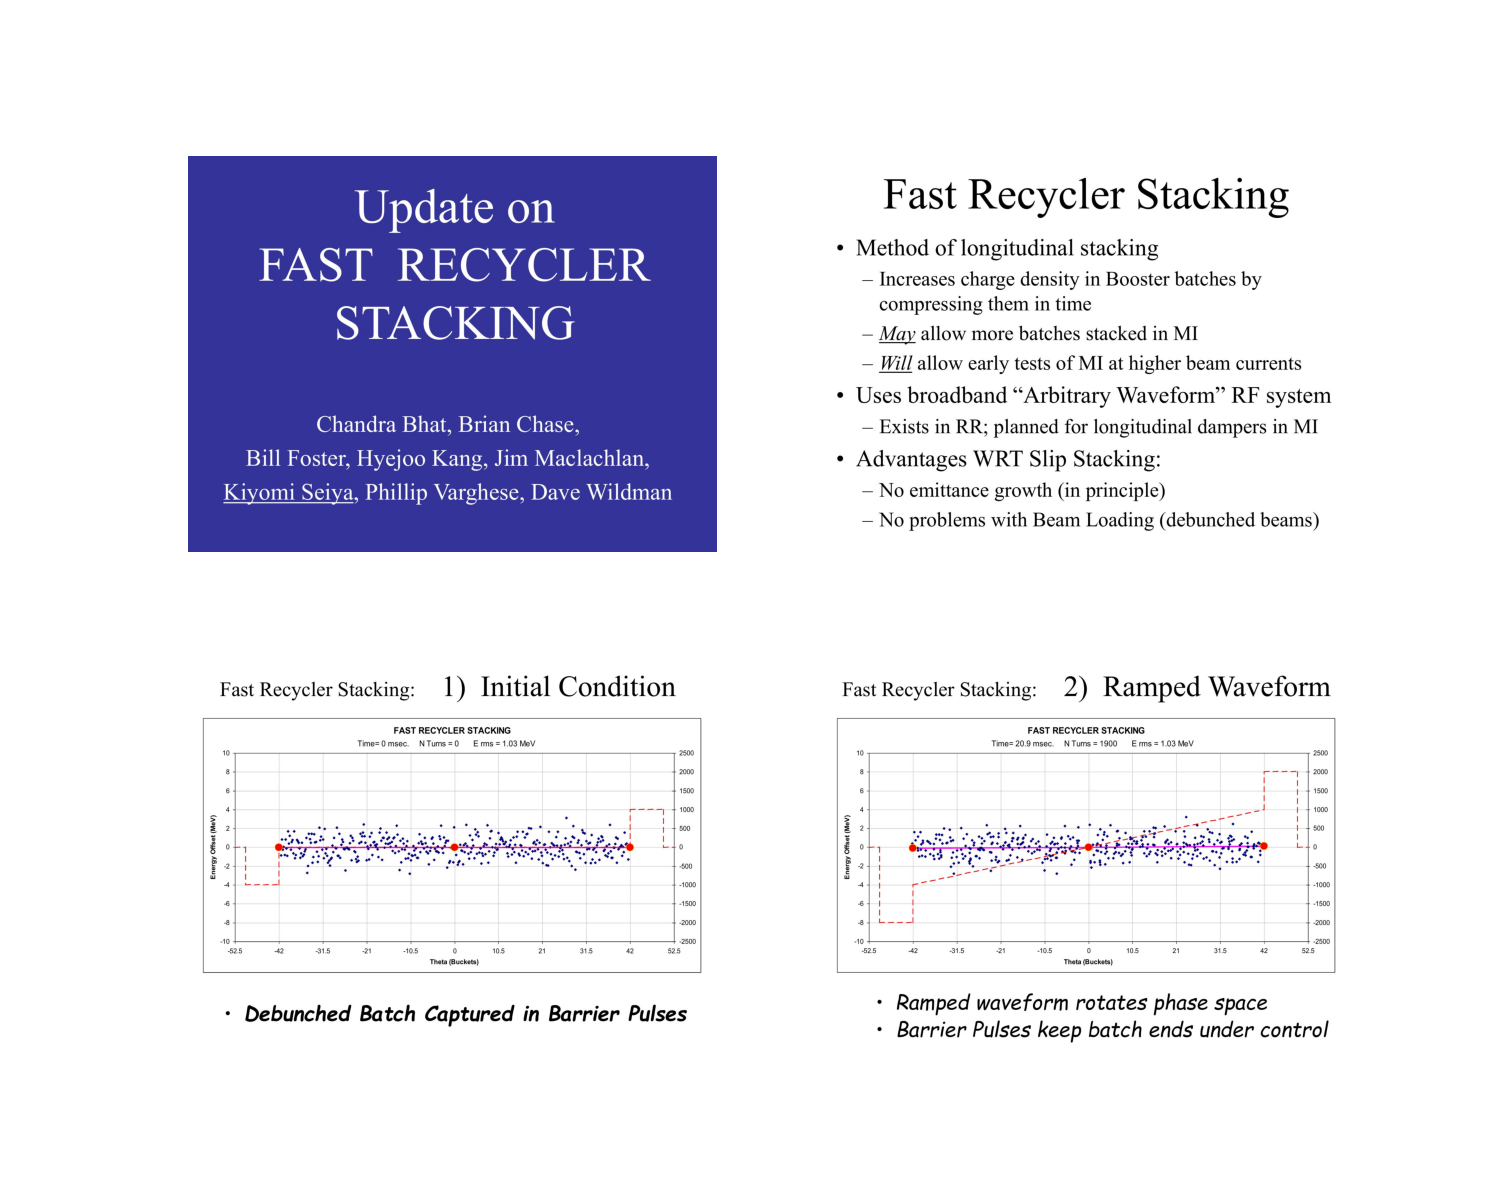 Update on
FAST RECYCLER
STACKING
Chandra Bhat, Brian Chase,
Bill Foster, Hyejoo Kang, Jim Maclachlan,
Kiyomi Seiya, Phillip Varghese, Dave Wildman
Fast Recycler Stacking
• Method of longitudinal stacking
– Increases charge density in Booster batches by
compressing them in time
– May allow more batches stacked in MI
– Will allow early tests of MI at higher beam currents
• Uses broadband “Arbitrary Waveform” RF system
– Exists in RR; planned for longitudinal dampers in MI
• Advantages WRT Slip Stacking:
– No emittance growth (in principle)
– No problems with Beam Loading (debunched beams)
Fast Recycler Stacking: 1) Initial Condition
FAST RECYCLER STACKING
Time= 0 msec. N Turns = 0 E rms = 1.03 MeV
10 2500
8 2000
6 1500
4 1000
2 500
0 0
-2 -500
-4 -1000
-6 -1500
-8 -2000
-10 -2500
Energy Offset (MeV)
-52.5 -42 -31.5 -21 -10.5 0 10.5 21 31.5 42 52.5
Theta (Buckets)
• Debunched Batch Captured in Barrier Pulses
Fast Recycler Stacking: 2) Ramped Waveform
FAST RECYCLER STACKING
Time= 20.9 msec. N Turns = 1900 E rms = 1.03 MeV
10 2500
8 2000
6 1500
4 1000
2 500
0 0
-2 -500
-4 -1000
-6 -1500
-8 -2000
-10 -2500
Energy Offset (MeV)
-52.5 -42 -31.5 -21 -10.5 0 10.5 21 31.5 42 52.5
Theta (Buckets)
• Ramped waveform rotates phase space
• Barrier Pulses keep batch ends under control